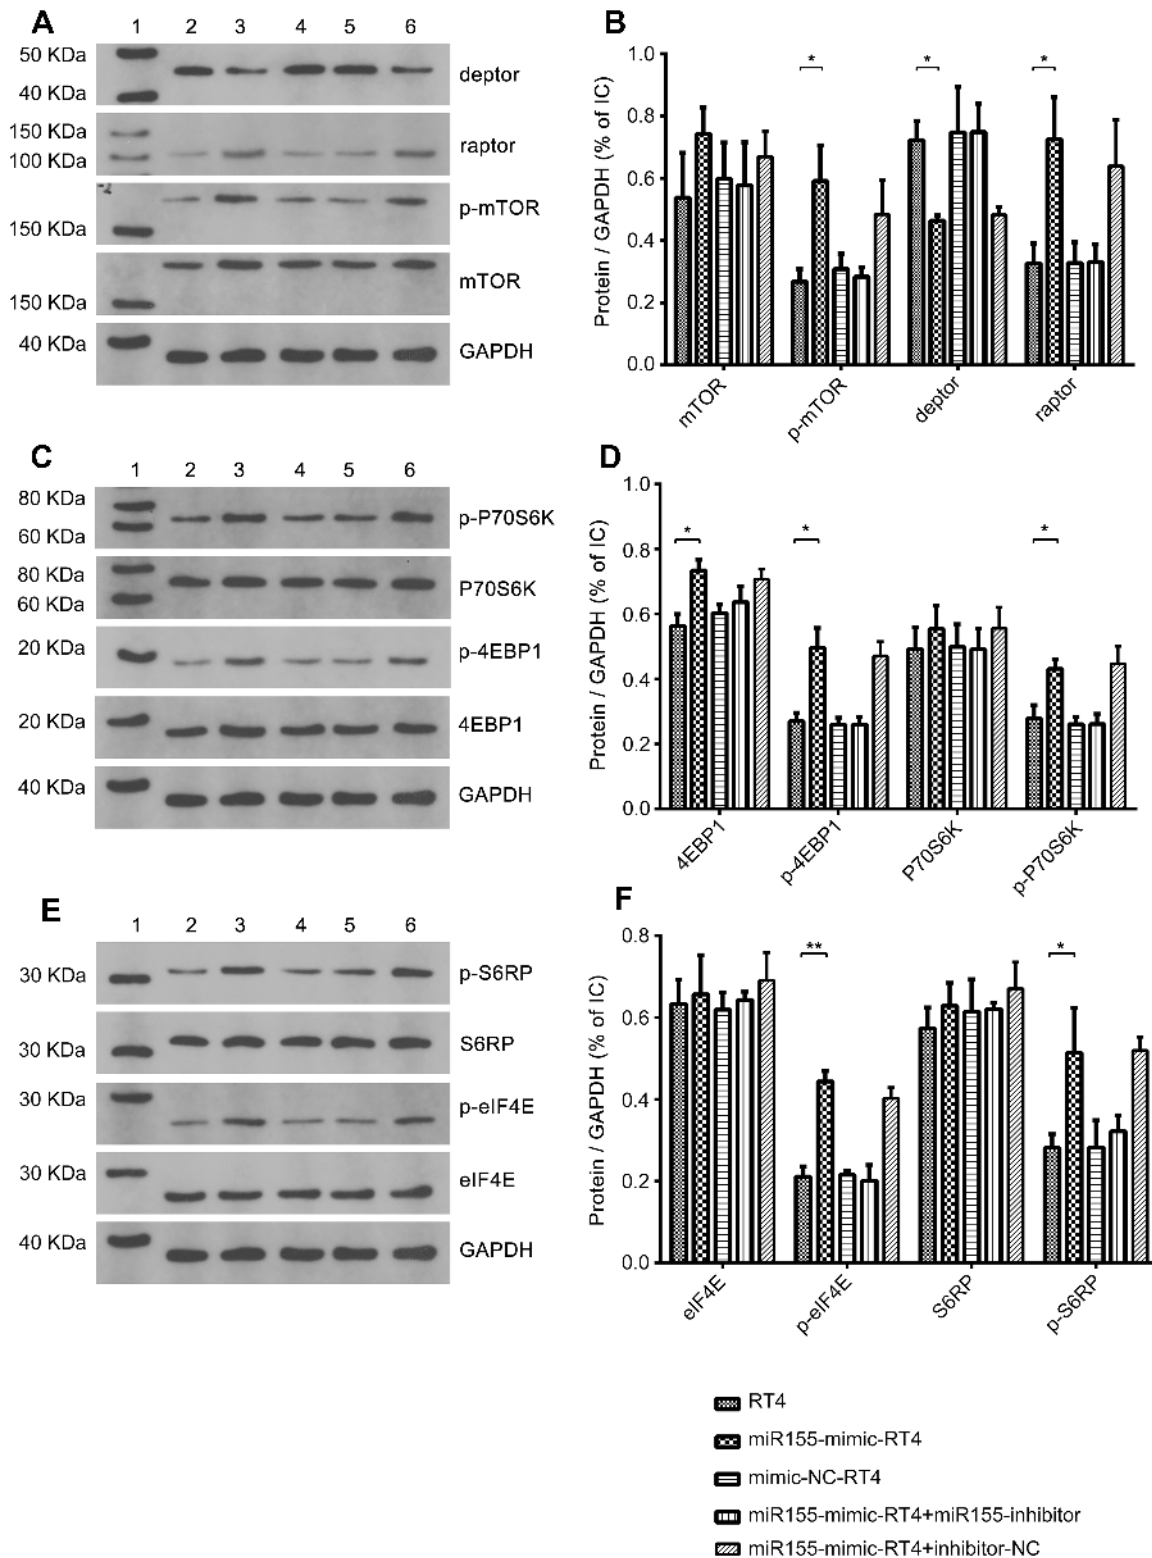 A
1 2 3 4 5 6
50 KDa
40 KDa
deptor
150 KDa
100 KDa
raptor
p-mTOR
150 KDa
mTOR
150 KDa
40 KDa
GAPDH
B
Protein / GAPDH (% of IC)
1.0
0.8
0.6
0.4
0.2
0.0
* * *
mTOR p-mTOR deptor raptor
C
1 2 3 4 5 6
80 KDa
60 KDa
p-P70S6K
80 KDa
60 KDa
P70S6K
20 KDa
p-4EBP1
20 KDa
4EBP1
40 KDa
GAPDH
D
Protein / GAPDH (% of IC)
1.0
0.8
0.6
0.4
0.2
0.0
* * *
4EBP1 p-4EBP1 P70S6K p-P70S6K
E
1 2 3 4 5 6
30 KDa
p-S6RP
30 KDa
S6RP
30 KDa
p-eIF4E
30 KDa
eIF4E
40 KDa
GAPDH
F
Protein / GAPDH (% of IC)
0.8
0.6
0.4
0.2
0.0
** *
eIF4E p-eIF4E S6RP p-S6RP
RT4
miR155-mimic-RT4
mimic-NC-RT4
miR155-mimic-RT4+miR155-inhibitor
miR155-mimic-RT4+inhibitor-NC